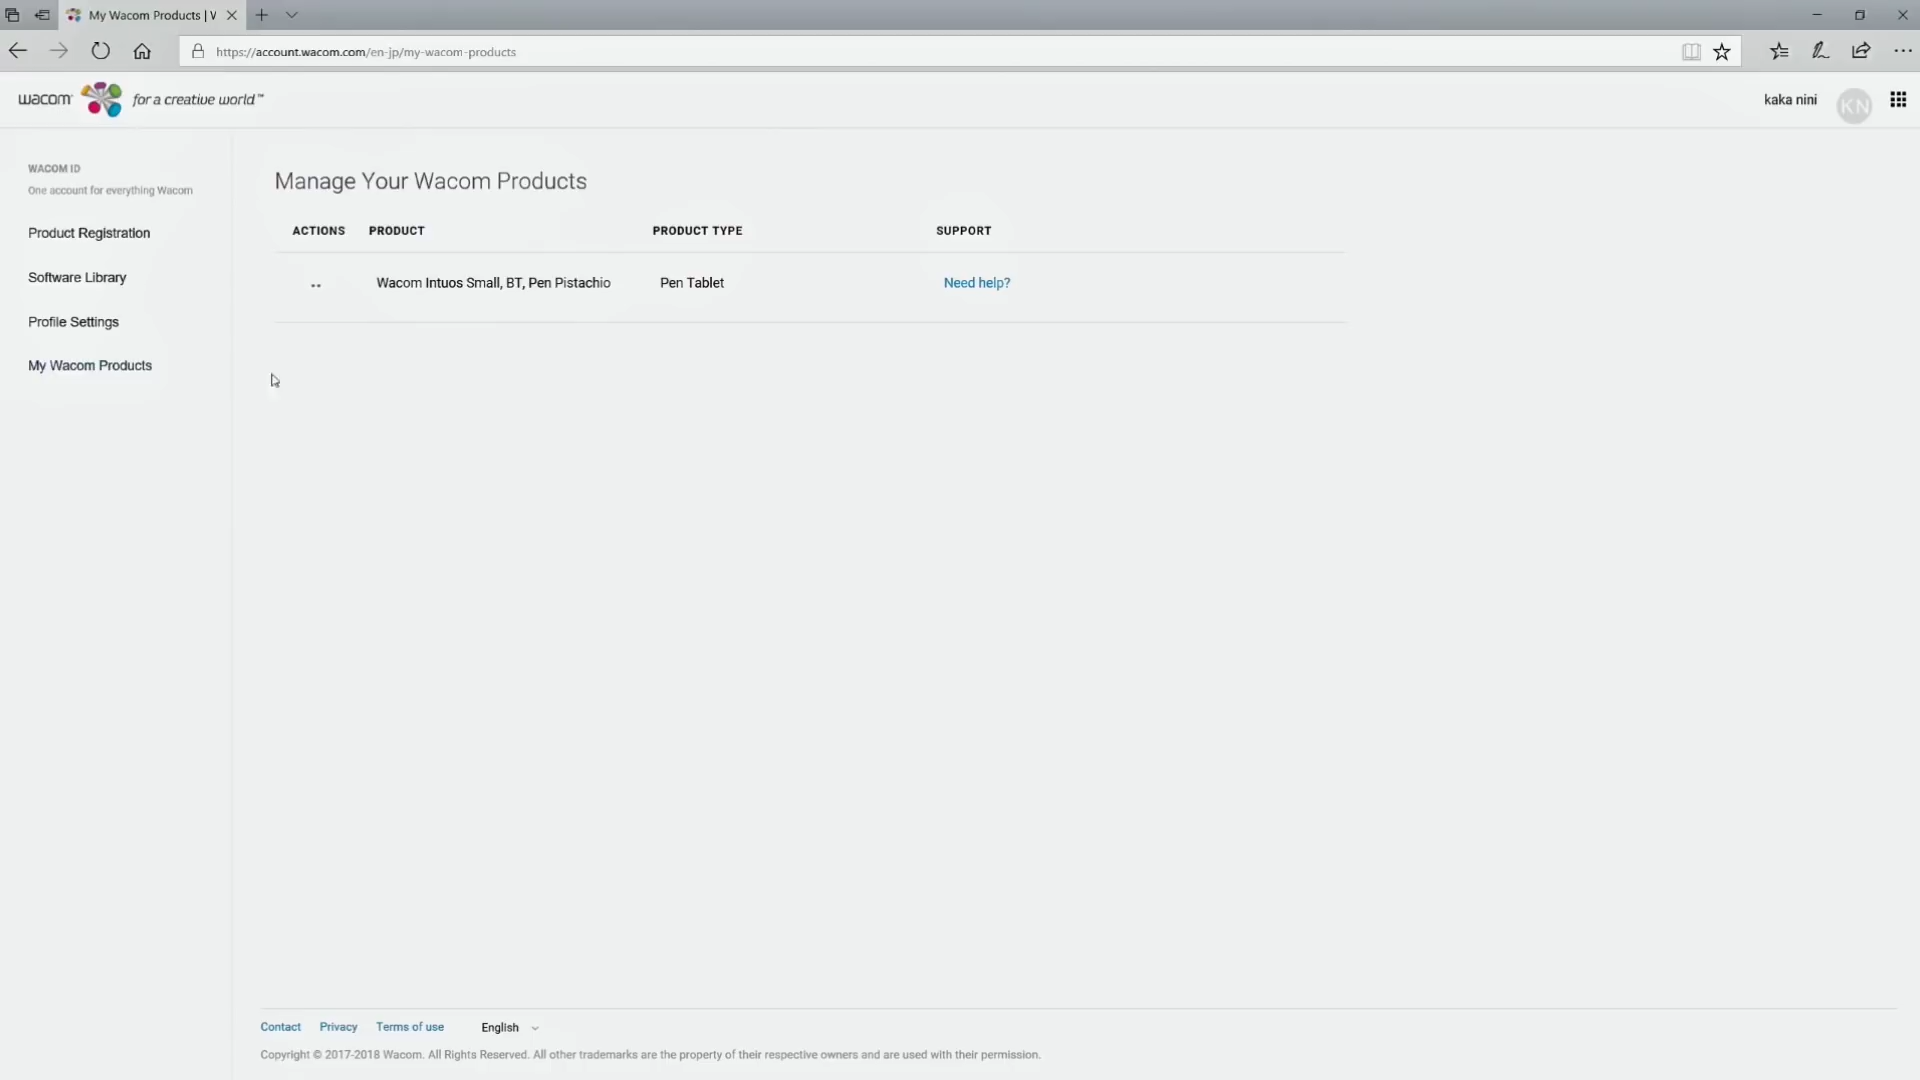 My Wacom Products | V
https://account.wacom.com/en-jp/my-wacom-products
wacom for a creative world™
kaka nini KN
WACOM ID
One account for everything Wacom
Product Registration
Software Library
Profile Settings
My Wacom Products
Manage Your Wacom Products
ACTIONS PRODUCT PRODUCT TYPE SUPPORT
Wacom Intuos Small, BT, Pen Pistachio Pen Tablet Need help?
Contact Privacy Terms of use English
Copyright © 2017-2018 Wacom. All Rights Reserved. All other trademarks are the property of their respective owners and are used with their permission.